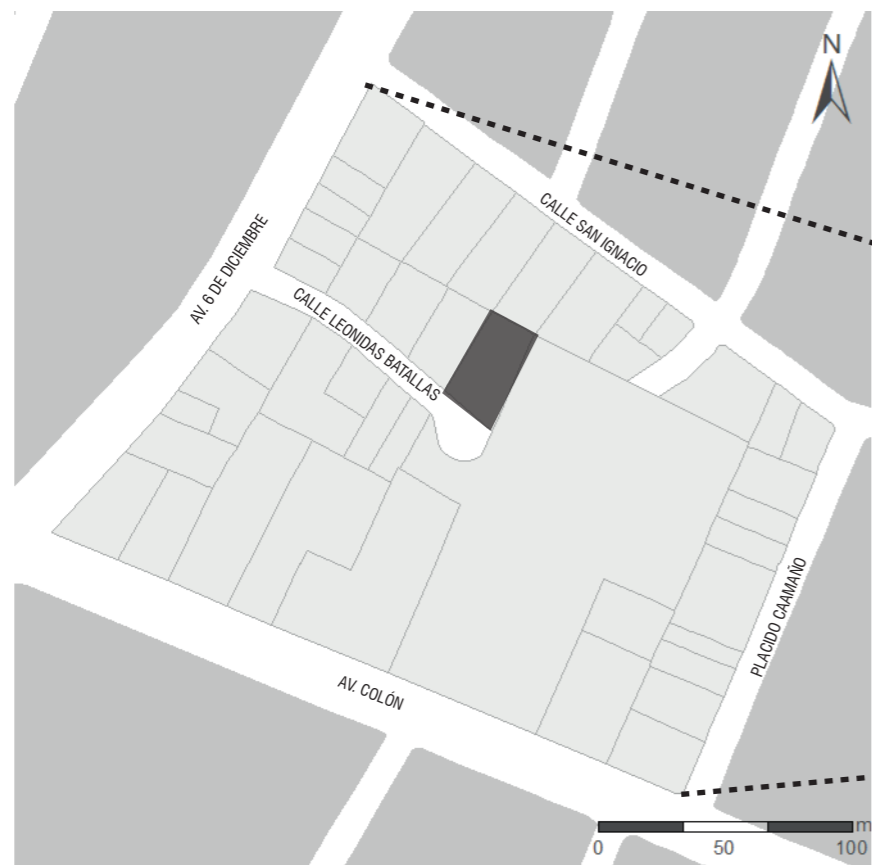 N
CALLE SAN IGNACIO
AV. 6 DE DICIEMBRE
CALLE LEONIDAS BATALLAS
PLACIDO CAAMAÑO
AV. COLÓN
m
0 50 100